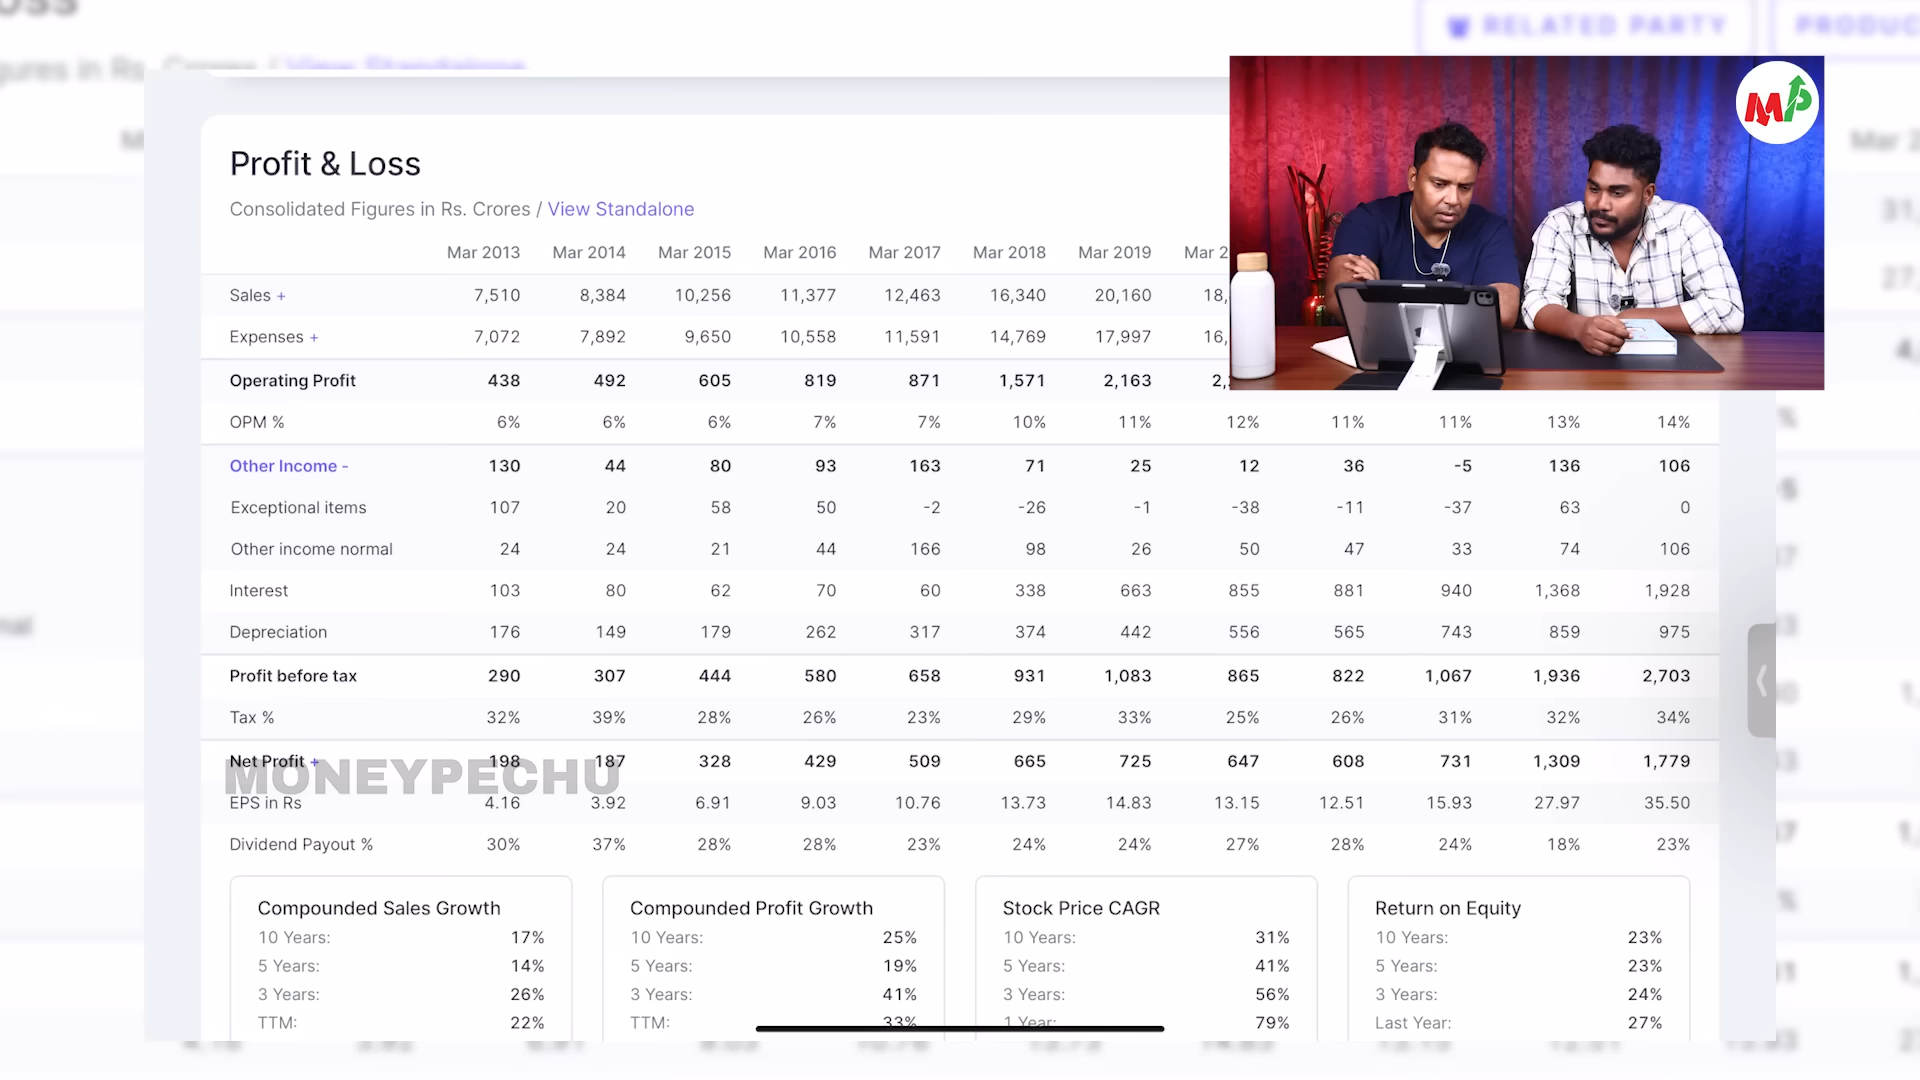 RELATED PARTY
Profit & Loss
Consolidated Figures in Rs. Crores / View Standalone
Mar 2013 Mar 2014 Mar 2015 Mar 2016 Mar 2017 Mar 2018 Mar 2019 Mar 2
Sales + 7,510 8,384 10,256 11,377 12,463 16,340 20,160 18,
Expenses + 7,072 7,892 9,650 10,558 11,591 14,769 17,997 16,
Operating Profit 438 492 605 819 871 1,571 2,163 2,
OPM % 6% 6% 6% 7% 7% 10% 11% 12% 11% 11% 13% 14%
Other Income - 130 44 80 93 163 71 25 12 36 -5 136 106
Exceptional items 107 20 58 50 -2 -26 -1 -38 -11 -37 63 0
Other income normal 24 24 21 44 166 98 26 50 47 33 74 106
Interest 103 80 62 70 60 338 663 855 881 940 1,368 1,928
Depreciation 176 149 179 262 317 374 442 556 565 743 859 975
Profit before tax 290 307 444 580 658 931 1,083 865 822 1,067 1,936 2,703
Tax % 32% 39% 28% 26% 23% 29% 33% 25% 26% 31% 32% 34%
Net Profit + 198 187 328 429 509 665 725 647 608 731 1,309 1,779
MONEYPECHU
EPS in Rs 4.16 3.92 6.91 9.03 10.76 13.73 14.83 13.15 12.51 15.93 27.97 35.50
Dividend Payout % 30% 37% 28% 28% 23% 24% 24% 27% 28% 24% 18% 23%
Compounded Sales Growth
10 Years: 17%
5 Years: 14%
3 Years: 26%
TTM: 22%
Compounded Profit Growth
10 Years: 25%
5 Years: 19%
3 Years: 41%
TTM: 33%
Stock Price CAGR
10 Years: 31%
5 Years: 41%
3 Years: 56%
1 Year: 79%
Return on Equity
10 Years: 23%
5 Years: 23%
3 Years: 24%
Last Year: 27%
MP